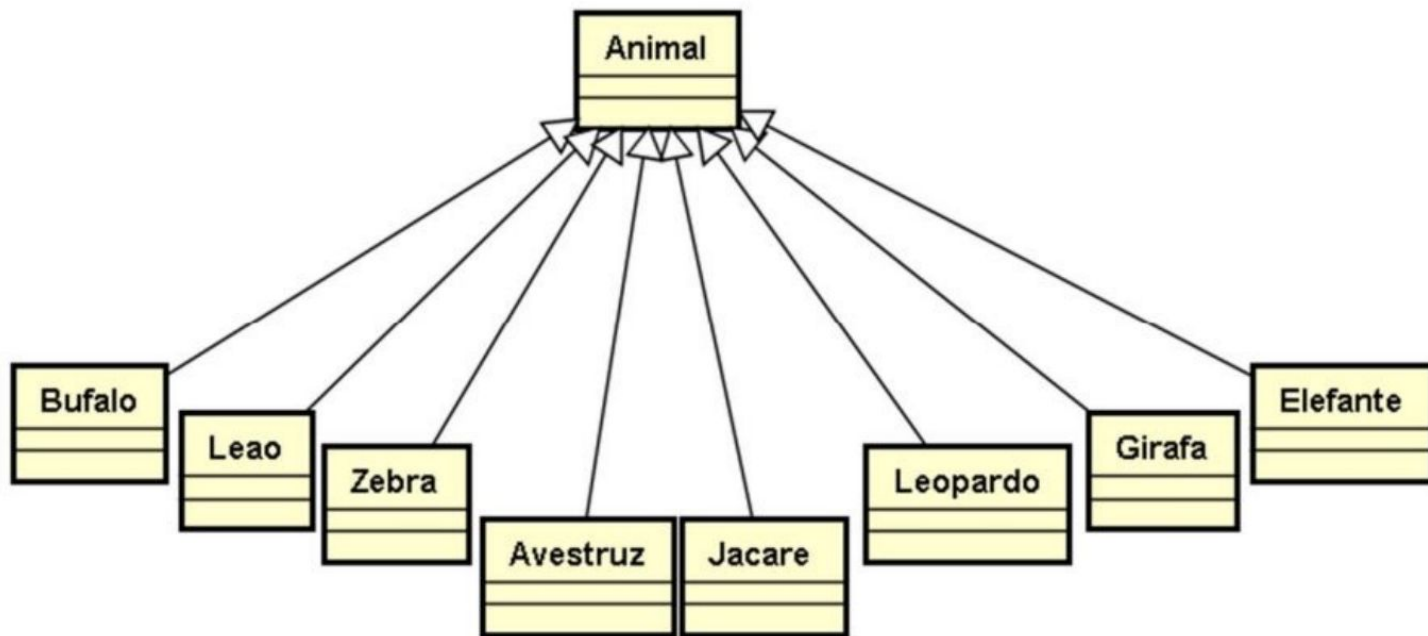 Animal
Bufalo
Leao
Zebra
Avestruz
Jacare
Leopardo
Girafa
Elefante